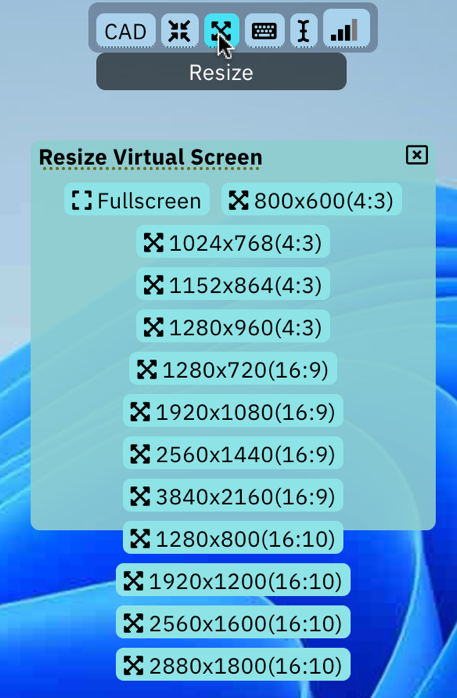 CAD
Resize
Resize Virtual Screen
Fullscreen 800x600(4:3)
1024x768(4:3)
1152x864(4:3)
1280x960(4:3)
1280x720(16:9)
1920x1080(16:9)
2560x1440(16:9)
3840x2160(16:9)
1280x800(16:10)
1920x1200(16:10)
2560x1600(16:10)
2880x1800(16:10)